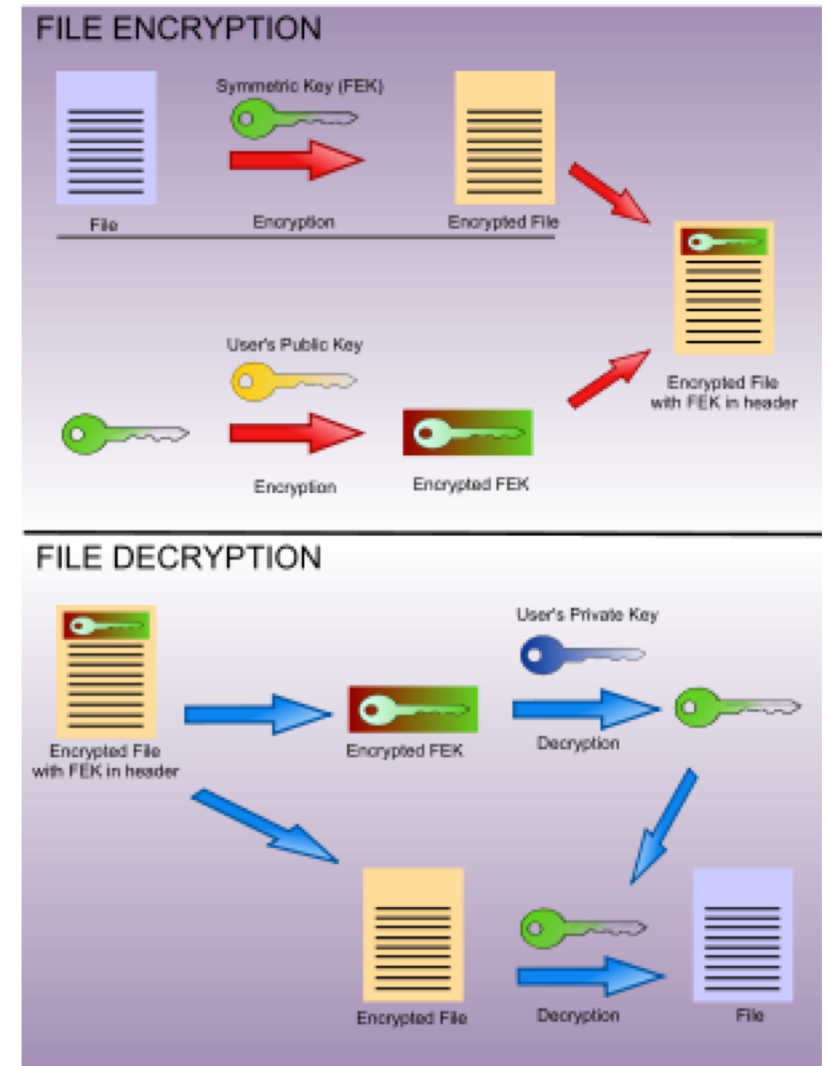 FILE ENCRYPTION
Symmetric Key (FEK)
File
Encryption
Encrypted File
User's Public Key
Encrypted File
with FEK in header
Encryption
Encrypted FEK
FILE DECRYPTION
User's Private Key
Encrypted File
with FEK in header
Encrypted FEK
Decryption
Encrypted File
Decryption
File